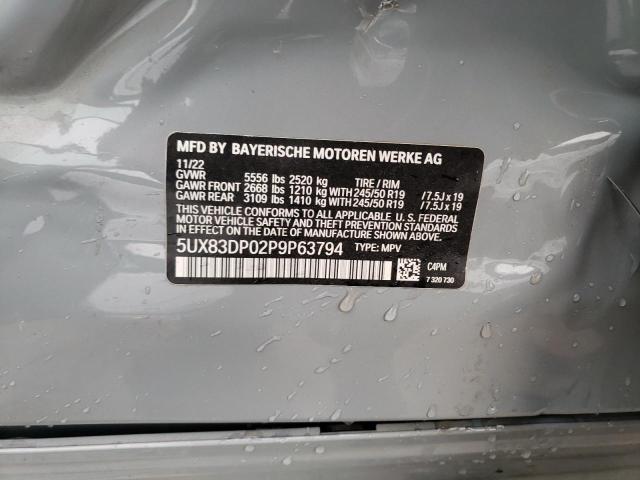 MFD BY BAYERISCHE MOTOREN WERKE AG
11/22
GVWR 5556 lbs 2520 kg TIRE / RIM
GAWR FRONT 2668 lbs 1210 kg WITH 245/50 R19 / 7.5J x 19
GAWR REAR 3109 lbs 1410 kg WITH 245/50 R19 / 7.5J x 19
THIS VEHICLE CONFORMS TO ALL APPLICABLE U.S. FEDERAL
MOTOR VEHICLE SAFETY, BUMPER, AND THEFT PREVENTION
STANDARDS IN EFFECT ON THE DATE OF MANUFACTURE
SHOWN ABOVE.
5UX83DP02P9P63794 TYPE: MPV
C4PM
7 320 730